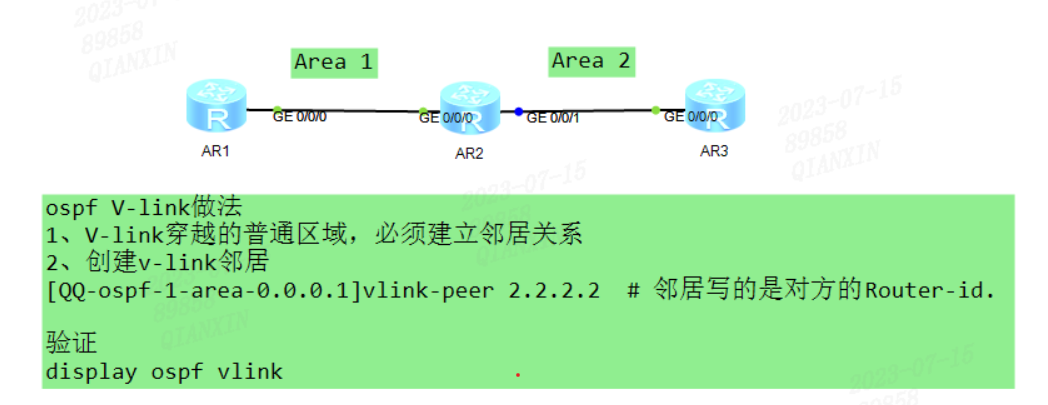 2023-07-15
89858
QIANXIN
Area 1
Area 2
GE 0/0/0
GE 0/0/0
GE 0/0/1
GE 0/0/0
R
R
R
AR1
AR2
AR3
2023-07-15
89858
QIANXIN
2023-07-15
ospf V-link做法
1、V-link穿越的普通区域，必须建立邻居关系
2、创建v-link邻居
[QQ-ospf-1-area-0.0.0.1]vlink-peer 2.2.2.2 # 邻居写的是对方的Router-id.
验证
display ospf vlink
QIANXIN
2023-07-15